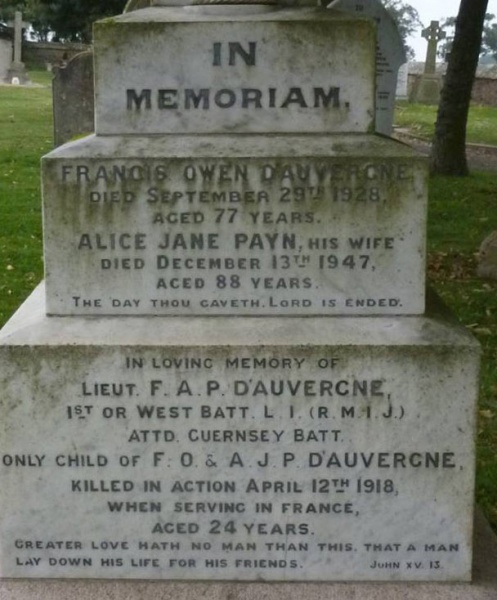 IN
MEMORIAM.
FRANCIS OWEN D'AUVERGNE
DIED SEPTEMBER 29TH 1928,
AGED 77 YEARS.
ALICE JANE PAYN, HIS WIFE
DIED DECEMBER 13TH 1947,
AGED 88 YEARS.
THE DAY THOU GAVETH, LORD IS ENDED.
IN LOVING MEMORY OF
LIEUT. F. A. P. D'AUVERGNE,
1ST OR WEST BATT. L. I. (R. M. I. J.)
ATTD. GUERNSEY BATT.
ONLY CHILD OF F. O. & A. J. P. D'AUVERGNE,
KILLED IN ACTION APRIL 12TH 1918,
WHEN SERVING IN FRANCE,
AGED 24 YEARS.
GREATER LOVE HATH NO MAN THAN THIS, THAT A MAN
LAY DOWN HIS LIFE FOR HIS FRIENDS. JOHN XV. 13.